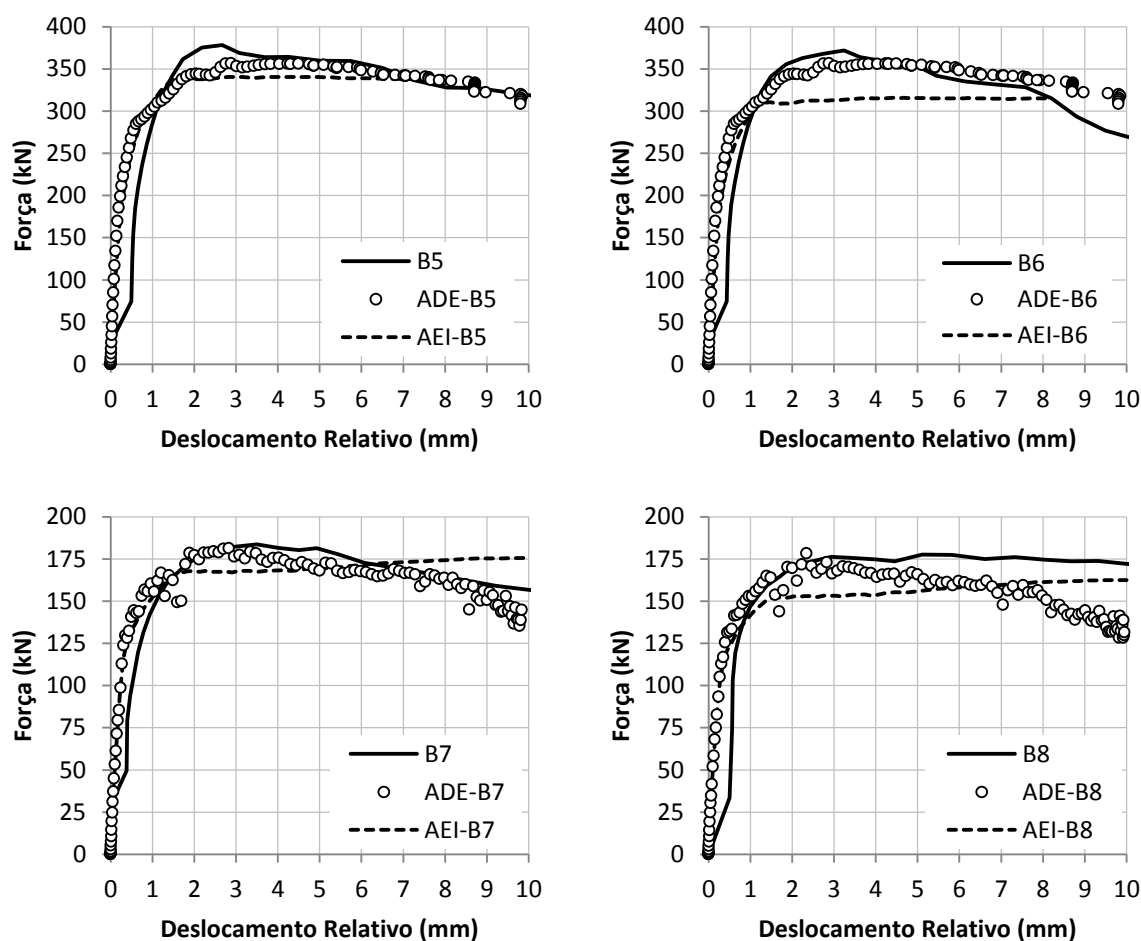 400
350
300
250
200
150
100
50
0
Força (kN)
B5
ADE-B5
AEI-B5
0 1 2 3 4 5 6 7 8 9 10
Deslocamento Relativo (mm)
400
350
300
250
200
150
100
50
0
Força (kN)
B6
ADE-B6
AEI-B6
0 1 2 3 4 5 6 7 8 9 10
Deslocamento Relativo (mm)
200
175
150
125
100
75
50
25
0
Força (kN)
B7
ADE-B7
AEI-B7
0 1 2 3 4 5 6 7 8 9 10
Deslocamento Relativo (mm)
200
175
150
125
100
75
50
25
0
Força (kN)
B8
ADE-B8
AEI-B8
0 1 2 3 4 5 6 7 8 9 10
Deslocamento Relativo (mm)